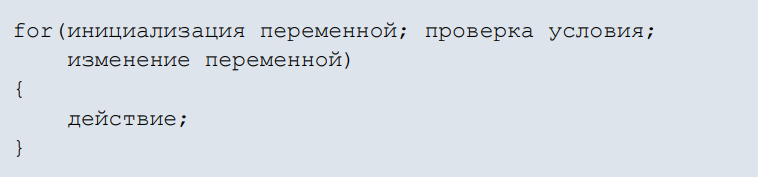 for(инициализация переменной; проверка условия;
    изменение переменной)
{
    действие;
}